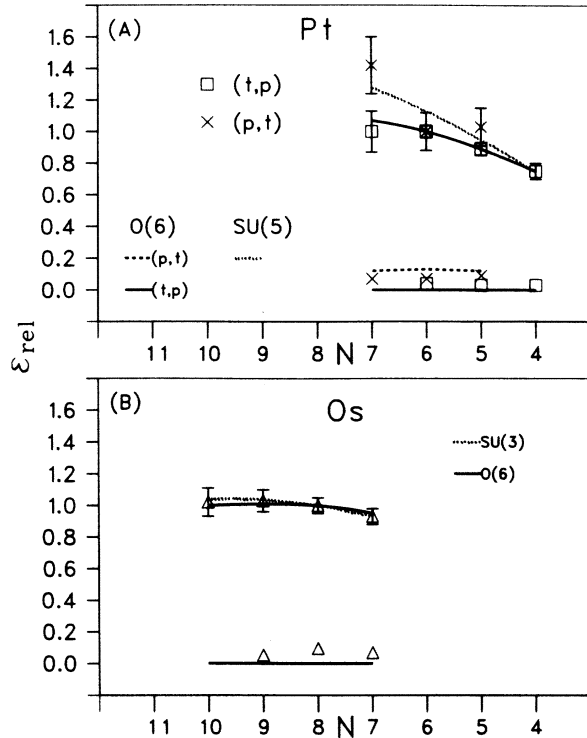 (A) Pt
1.6
1.4
1.2
1.0
0.8
0.6
0.4
0.2
0.0
(t,p)
(p,t)
O(6) SU(5)
(p,t)
(t,p)
11 10 9 8 N 7 6 5 4
εrel
(B) Os
1.6
1.4
1.2
1.0
0.8
0.6
0.4
0.2
0.0
SU(3)
O(6)
11 10 9 8 N 7 6 5 4